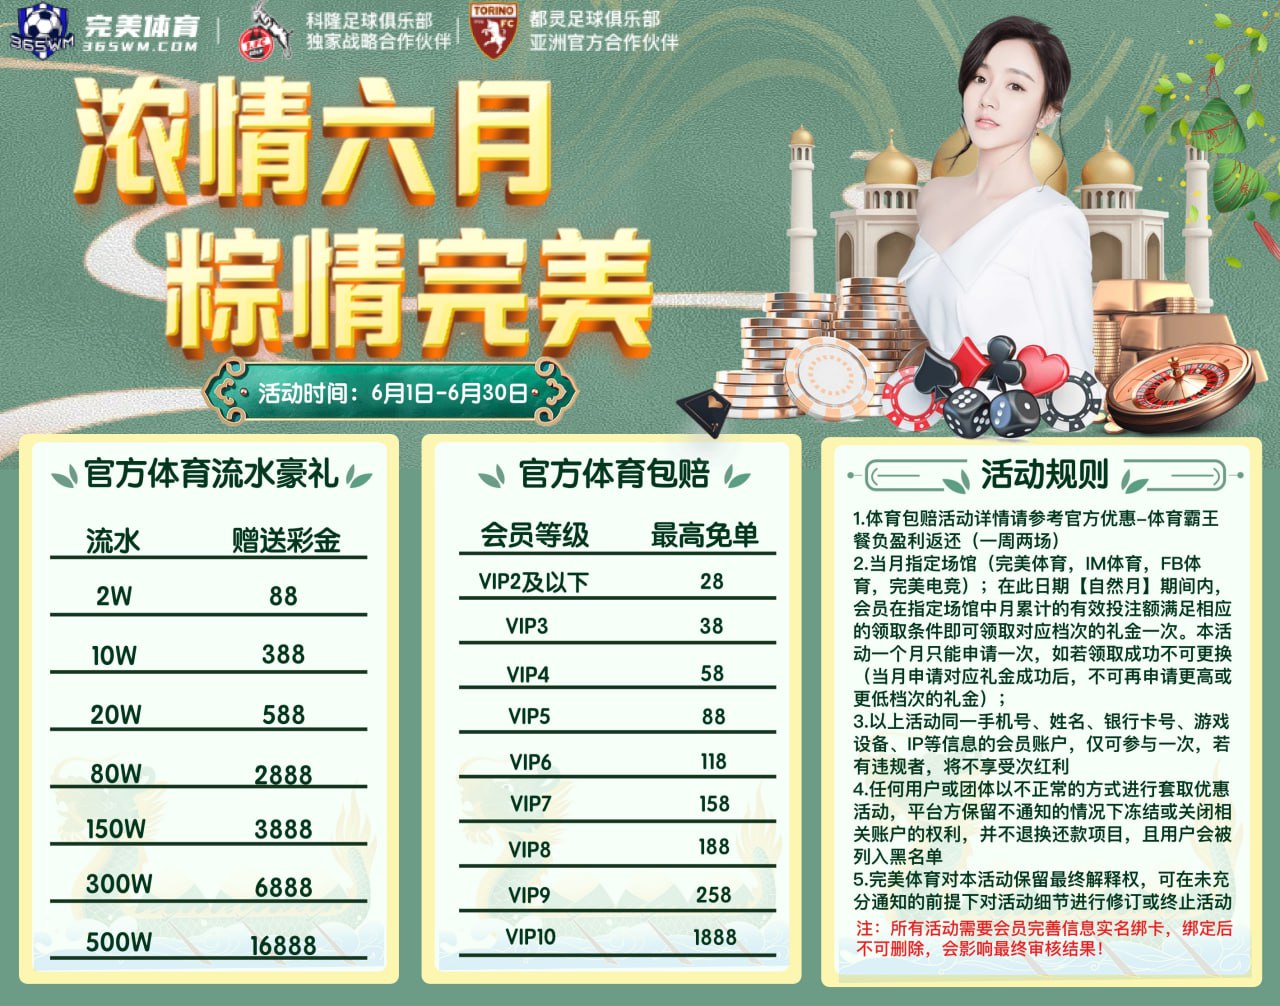 365WM
完美体育
365WM.COM
科隆足球俱乐部
独家战略合作伙伴
TORINO
都灵足球俱乐部
亚洲官方合作伙伴
浓情六月
粽情完美
活动时间：6月1日-6月30日
官方体育流水豪礼
流水 赠送彩金
2W 88
10W 388
20W 588
80W 2888
150W 3888
300W 6888
500W 16888
官方体育包赔
会员等级 最高免单
VIP2及以下 28
VIP3 38
VIP4 58
VIP5 88
VIP6 118
VIP7 158
VIP8 188
VIP9 258
VIP10 1888
活动规则
1.体育包赔活动详情请参考官方优惠-体育霸王
餐负盈利返还（一周两场）
2.当月指定场馆（完美体育，IM体育，FB体
育，完美电竞）；在此日期【自然月】期间内，
会员在指定场馆中月累计的有效投注额满足相应
的领取条件即可领取对应档次的礼金一次。本活
动一个月只能申请一次，如若领取成功不可更换
（当月申请对应礼金成功后，不可再申请更高或
更低档次的礼金）；
3.以上活动同一手机号、姓名、银行卡号、游戏
设备、IP等信息的会员账户，仅可参与一次，若
有违规者，将不享受次红利
4.任何用户或团体以不正常的方式进行套取优惠
活动，平台方保留不通知的情况下冻结或关闭相
关账户的权利，并不退换还款项目，且用户会被
列入黑名单
5.完美体育对本活动保留最终解释权，可在未充
分通知的前提下对活动细节进行修订或终止活动
注：所有活动需要会员完善信息实名绑卡，绑定后
不可删除，会影响最终审核结果！